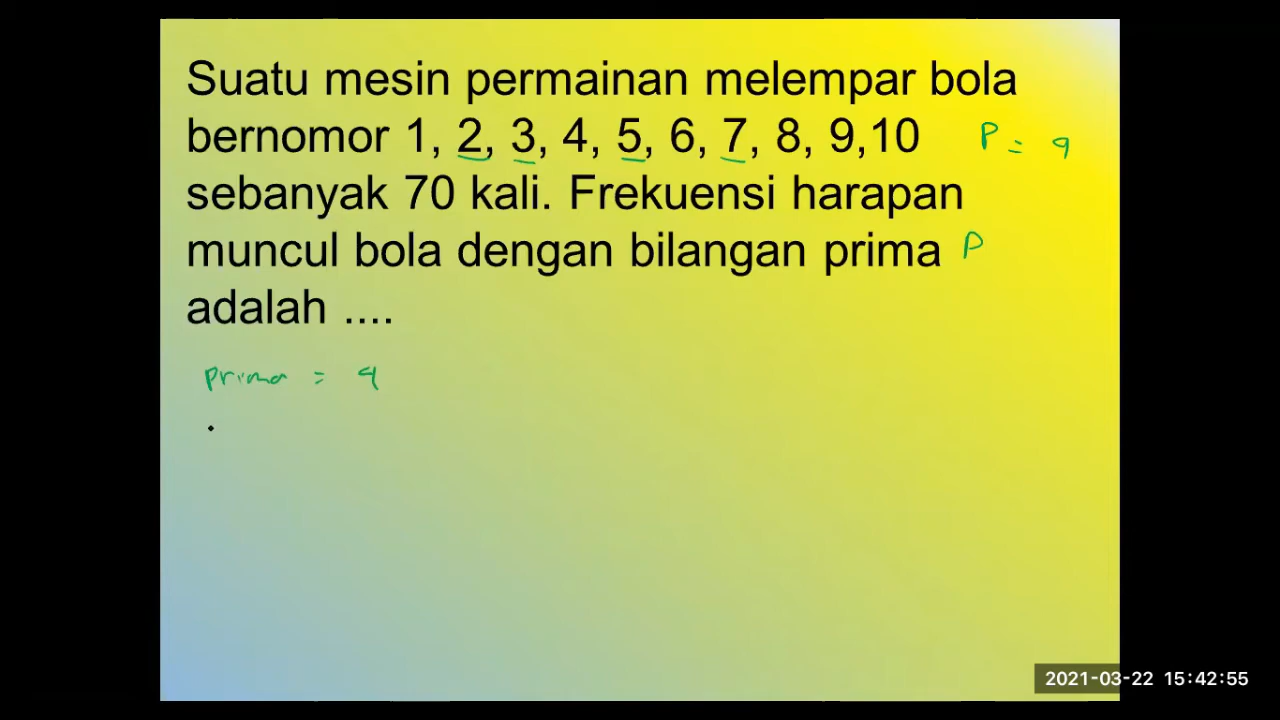 Suatu mesin permainan melempar bola
bernomor 1, 2, 3, 4, 5, 6, 7, 8, 9,10 P = 9
sebanyak 70 kali. Frekuensi harapan
muncul bola dengan bilangan prima P
adalah ....
prima = 4
2021-03-22 15:42:55